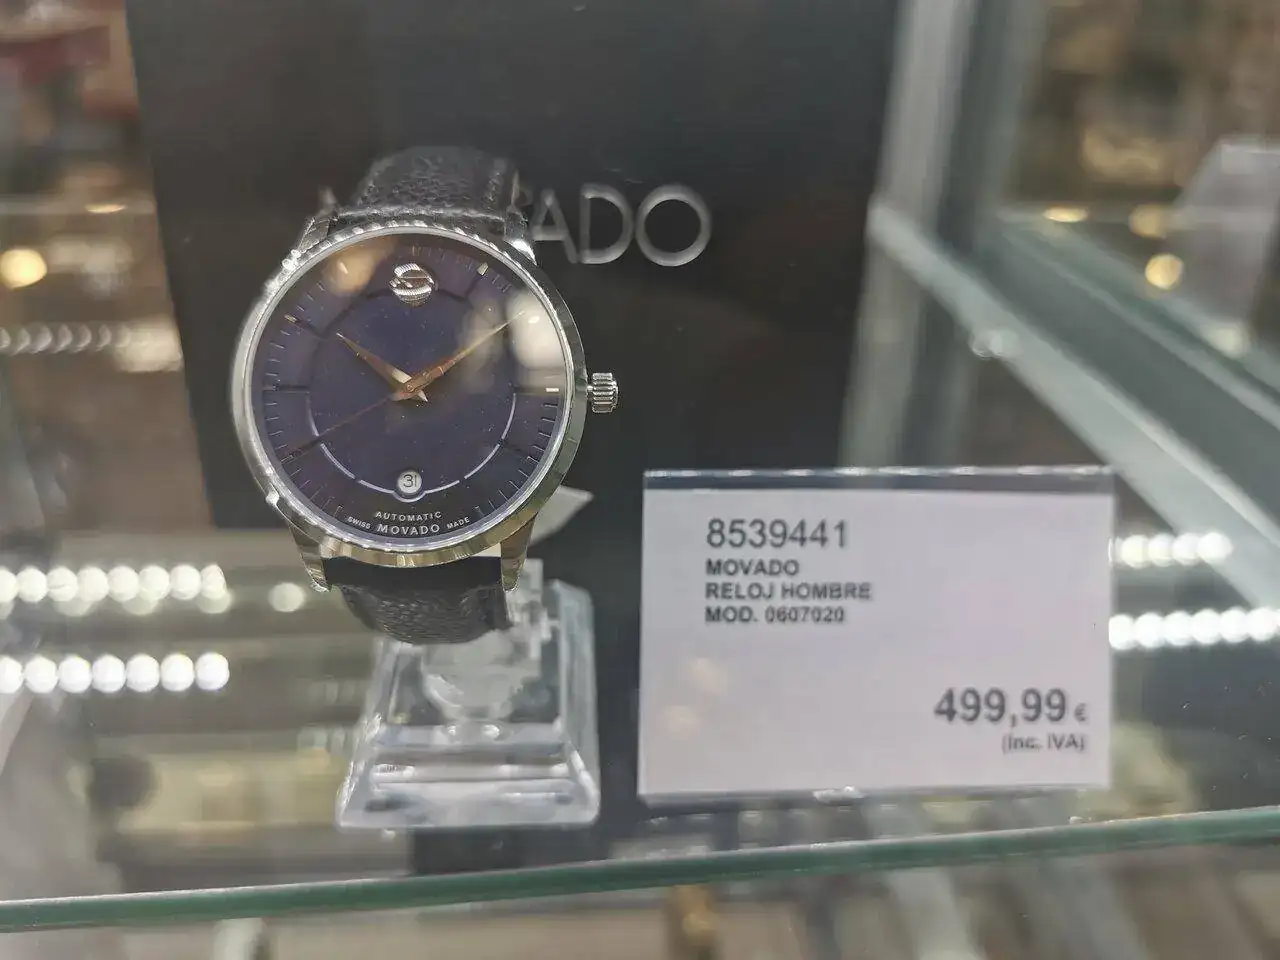 ADO
31
AUTOMATIC
SWISS MOVADO MADE
8539441
MOVADO
RELOJ HOMBRE
MOD. 0607020
499,99 €
(Inc. IVA)